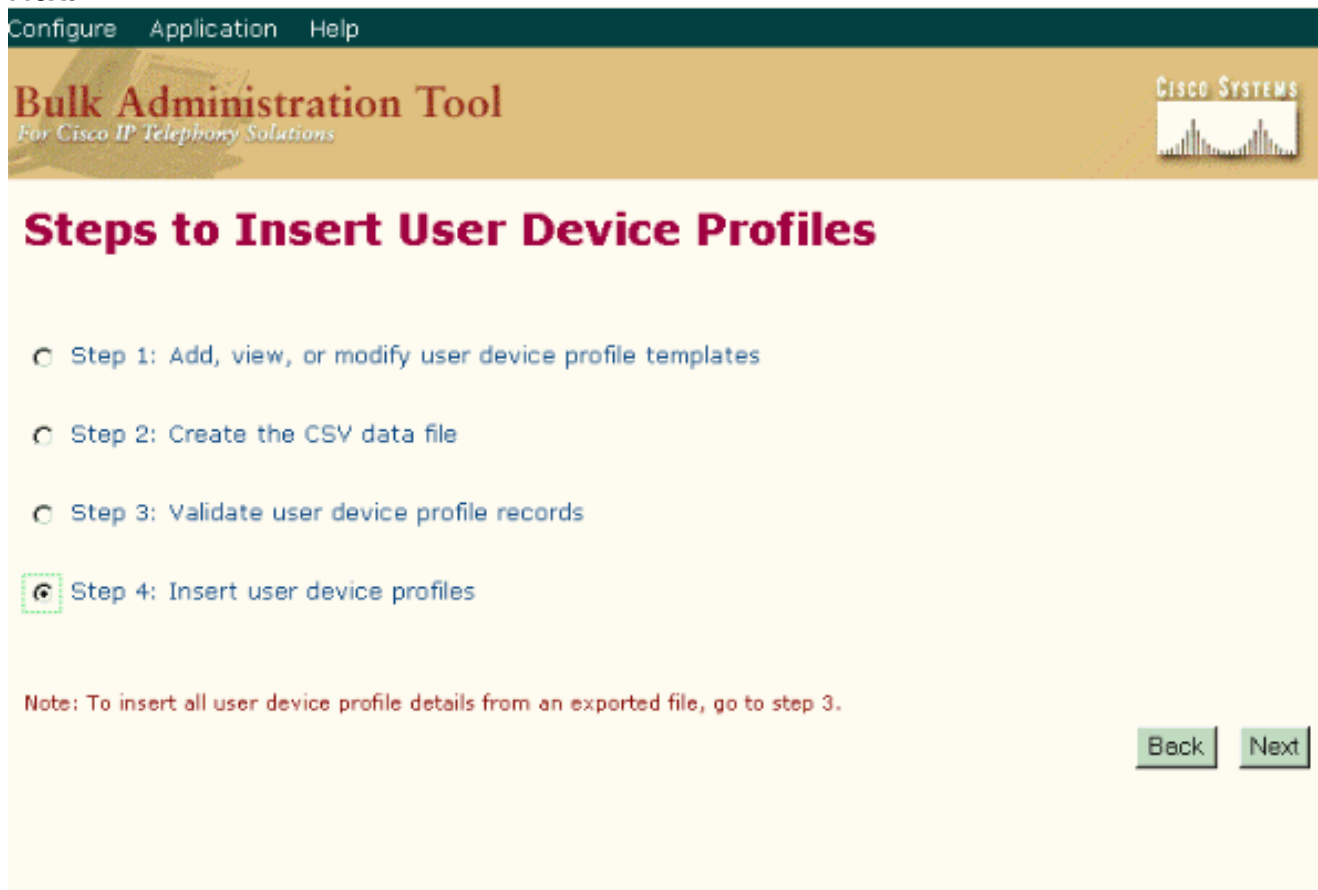 Configure Application Help
Bulk Administration Tool
For Cisco IP Telephony Solutions
CISCO SYSTEMS
Steps to Insert User Device Profiles
Step 1: Add, view, or modify user device profile templates
Step 2: Create the CSV data file
Step 3: Validate user device profile records
Step 4: Insert user device profiles
Note: To insert all user device profile details from an exported file, go to step 3.
Back Next